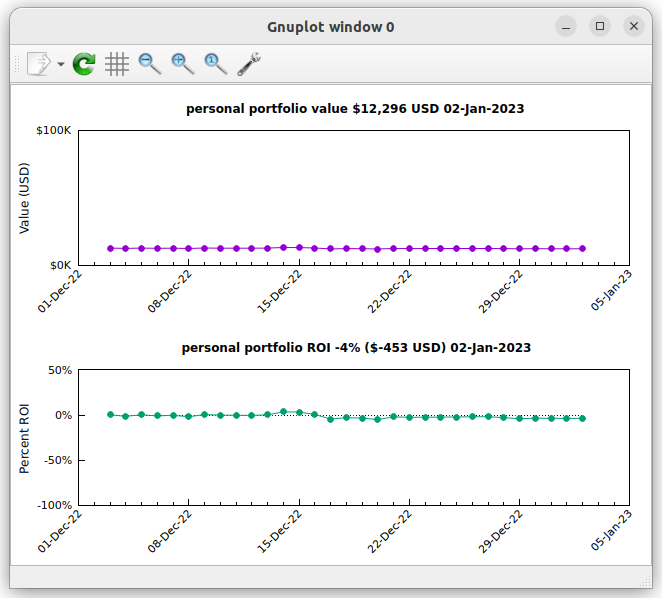 Gnuplot window 0
personal portfolio value $12,296 USD 02-Jan-2023
$100K
Value (USD)
$0K
01-Dec-22
08-Dec-22
15-Dec-22
22-Dec-22
29-Dec-22
05-Jan-23
personal portfolio ROI -4% ($-453 USD) 02-Jan-2023
50%
0%
Percent ROI
-50%
-100%
01-Dec-22
08-Dec-22
15-Dec-22
22-Dec-22
29-Dec-22
05-Jan-23